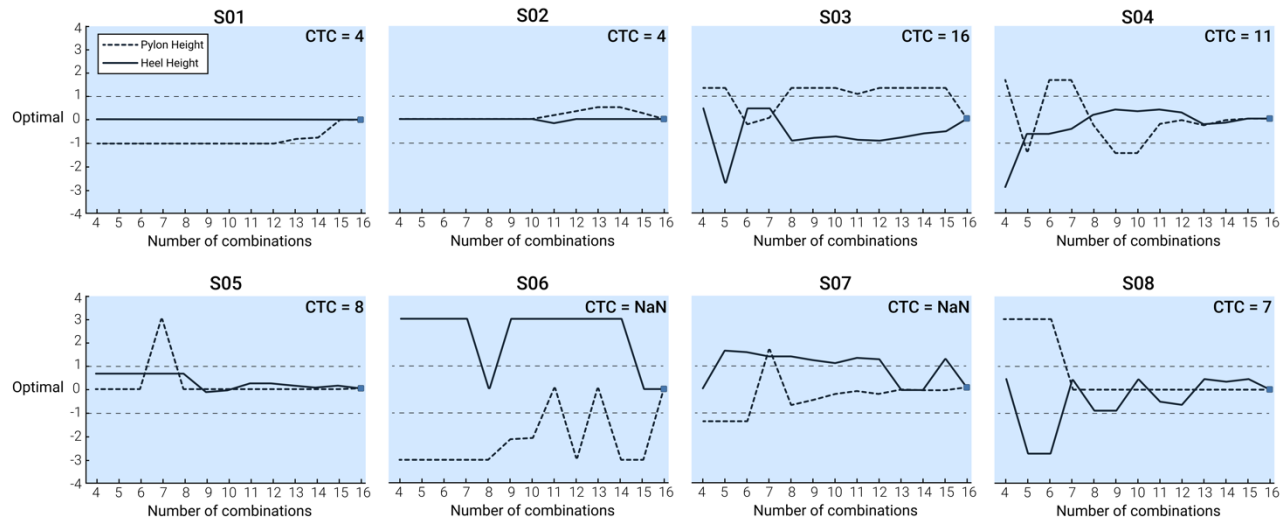 S01
CTC = 4
4
3
2
1
Optimal 0
-1
-2
-3
-4
Pylon Height
Heel Height
4 5 6 7 8 9 10 11 12 13 14 15 16
Number of combinations
S02
CTC = 4
4 5 6 7 8 9 10 11 12 13 14 15 16
Number of combinations
S03
CTC = 16
4 5 6 7 8 9 10 11 12 13 14 15 16
Number of combinations
S04
CTC = 11
4 5 6 7 8 9 10 11 12 13 14 15 16
Number of combinations
S05
CTC = 8
4
3
2
1
Optimal 0
-1
-2
-3
-4
4 5 6 7 8 9 10 11 12 13 14 15 16
Number of combinations
S06
CTC = NaN
4 5 6 7 8 9 10 11 12 13 14 15 16
Number of combinations
S07
CTC = NaN
4 5 6 7 8 9 10 11 12 13 14 15 16
Number of combinations
S08
CTC = 7
4 5 6 7 8 9 10 11 12 13 14 15 16
Number of combinations